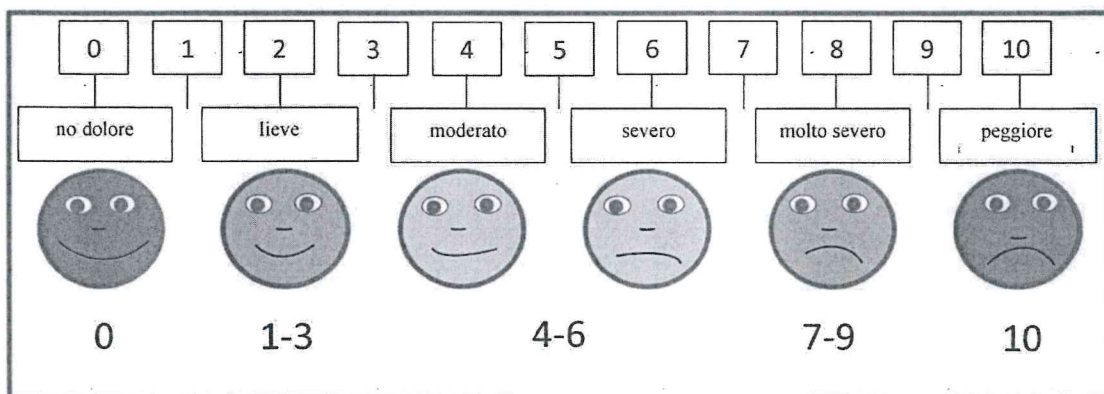 0 1 2 3 4 5 6 7 8 9 10
no dolore lieve moderato severo molto severo peggiore
0 1-3 4-6 7-9 10